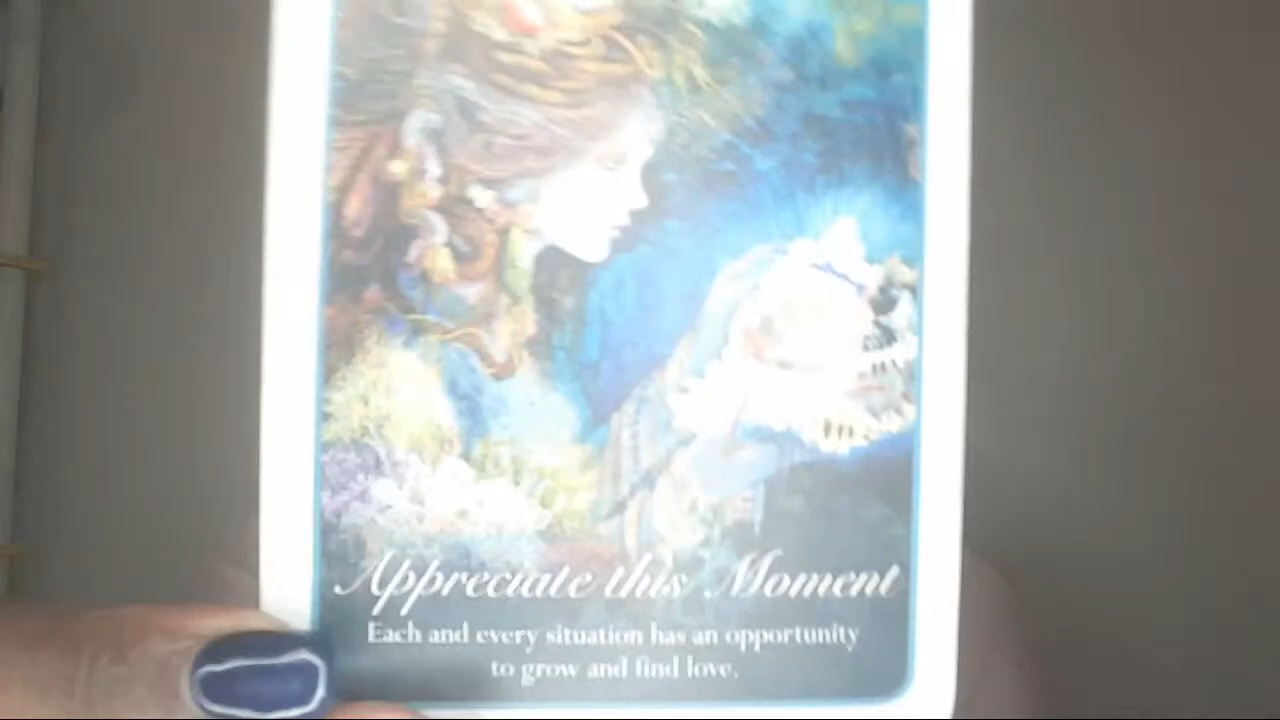 Appreciate this Moment
Each and every situation has an opportunity
to grow and find love.